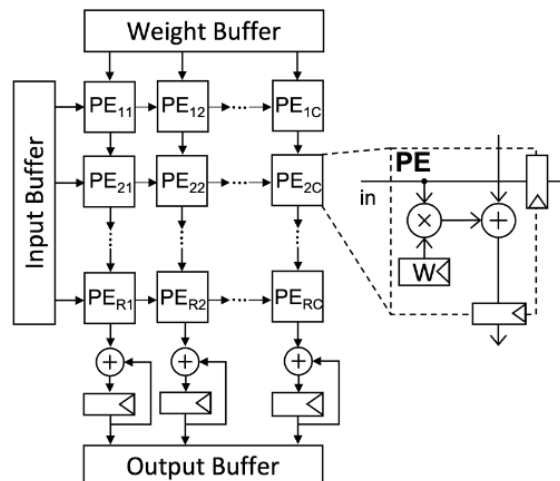 Weight Buffer
Input Buffer
PE11 PE12 ... PE1C
PE21 PE22 ... PE2C
PE
in
×
+
W
... ... ...
PER1 PER2 ... PERC
+ + +
Output Buffer